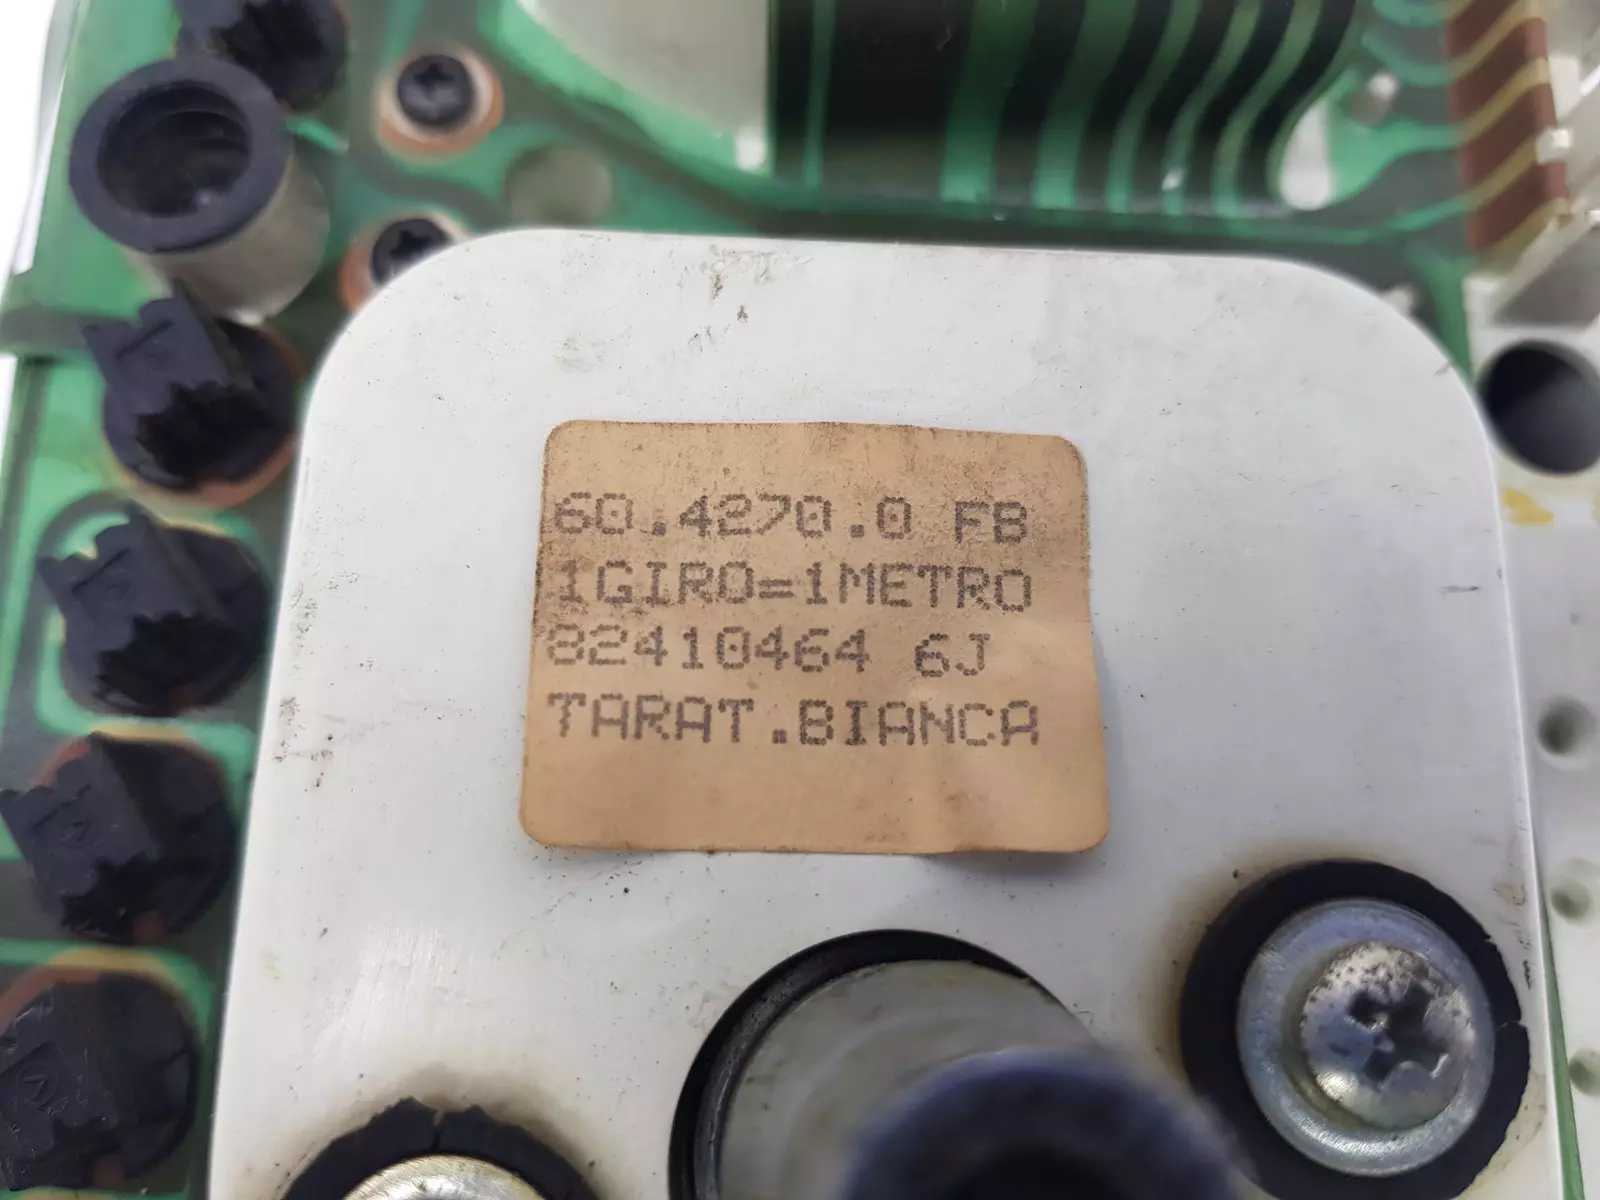 60.4270.0 FB
1GIRO=1METRO
82410464 6J
TARAT.BIANCA